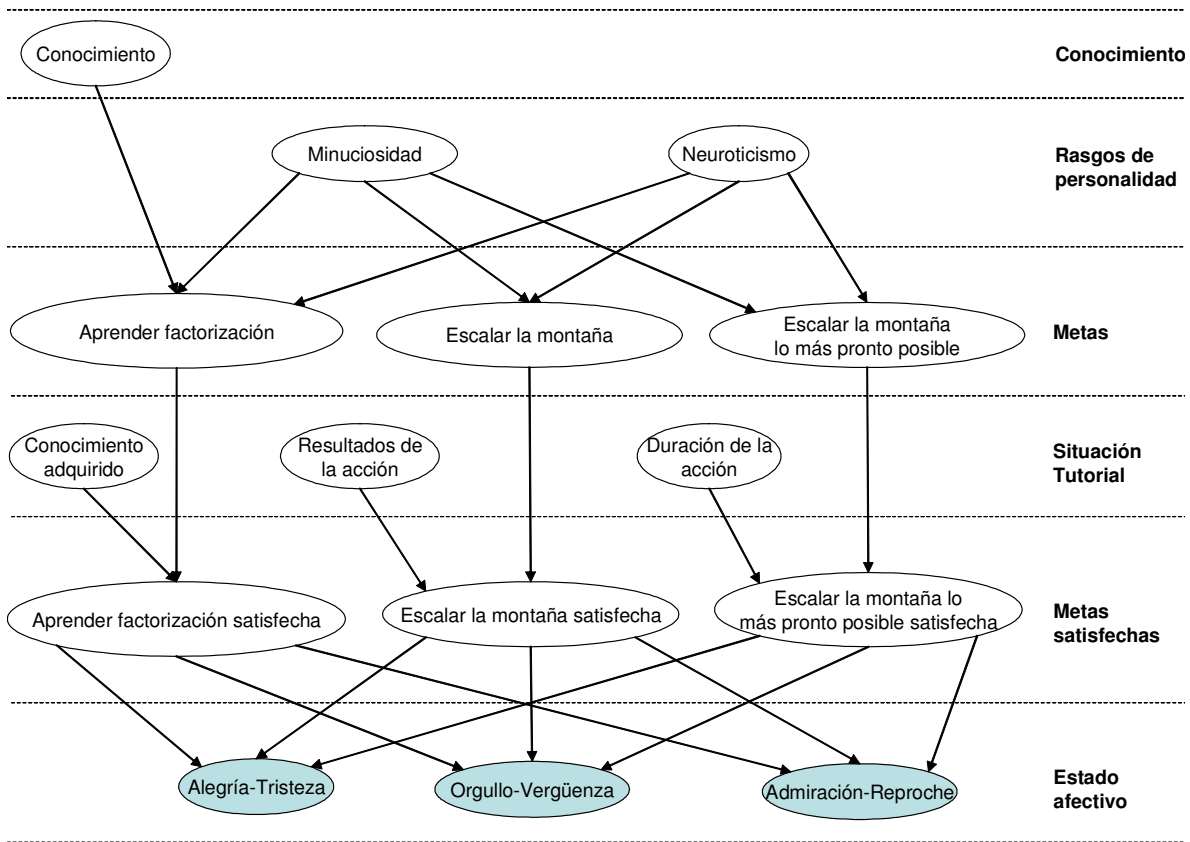 Conocimiento
Conocimiento
Minuciosidad
Neuroticismo
Rasgos de
personalidad
Aprender factorización
Escalar la montaña
Escalar la montaña
lo más pronto posible
Metas
Conocimiento
adquirido
Resultados de
la acción
Duración de la
acción
Situación
Tutorial
Aprender factorización satisfecha
Escalar la montaña satisfecha
Escalar la montaña lo
más pronto posible satisfecha
Metas
satisfechas
Alegría-Tristeza
Orgullo-Vergüenza
Admiración-Reproche
Estado
afectivo